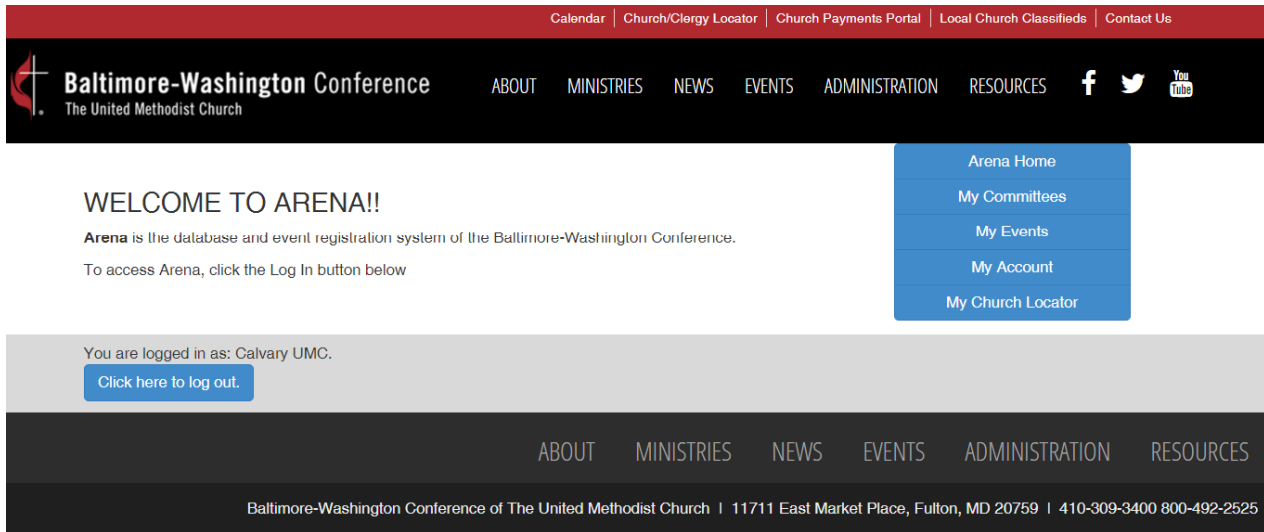 Calendar | Church/Clergy Locator | Church Payments Portal | Local Church Classifieds | Contact Us
Baltimore-Washington Conference
The United Methodist Church
ABOUT MINISTRIES NEWS EVENTS ADMINISTRATION RESOURCES f You Tube
Arena Home
My Committees
My Events
My Account
My Church Locator
WELCOME TO ARENA!!
Arena is the database and event registration system of the Baltimore-Washington Conference.
To access Arena, click the Log In button below
You are logged in as: Calvary UMC.
Click here to log out.
ABOUT MINISTRIES NEWS EVENTS ADMINISTRATION RESOURCES
Baltimore-Washington Conference of The United Methodist Church | 11711 East Market Place, Fulton, MD 20759 | 410-309-3400 800-492-2525